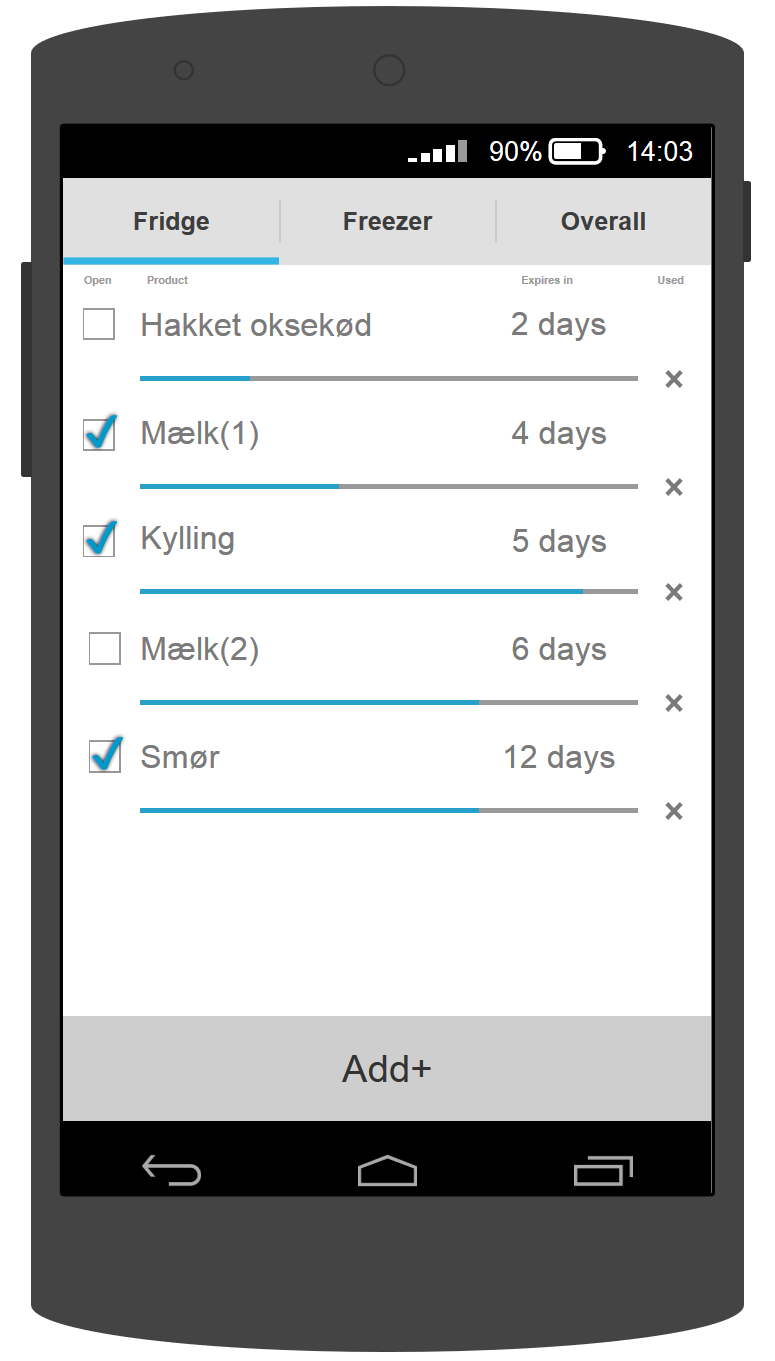 90% 14:03
Fridge Freezer Overall
Open Product Expires in Used
Hakket oksekød 2 days
Mælk(1) 4 days
Kylling 5 days
Mælk(2) 6 days
Smør 12 days
Add+